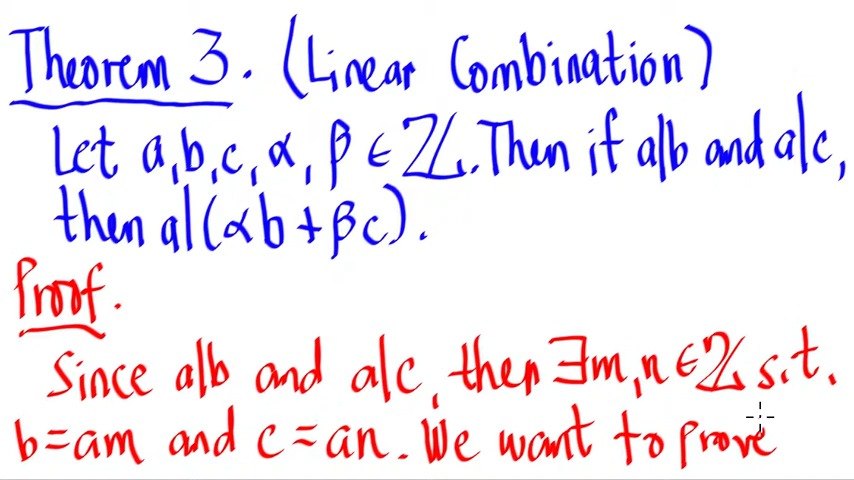 Theorem 3. (Linear Combination)
Let a, b, c, α, β ∈ ℤ. Then if a|b and a|c,
then a|(αb + βc).
Proof.
Since a|b and a|c, then ∃m, n ∈ ℤ s.t.
b = am and c = an. We want to prove